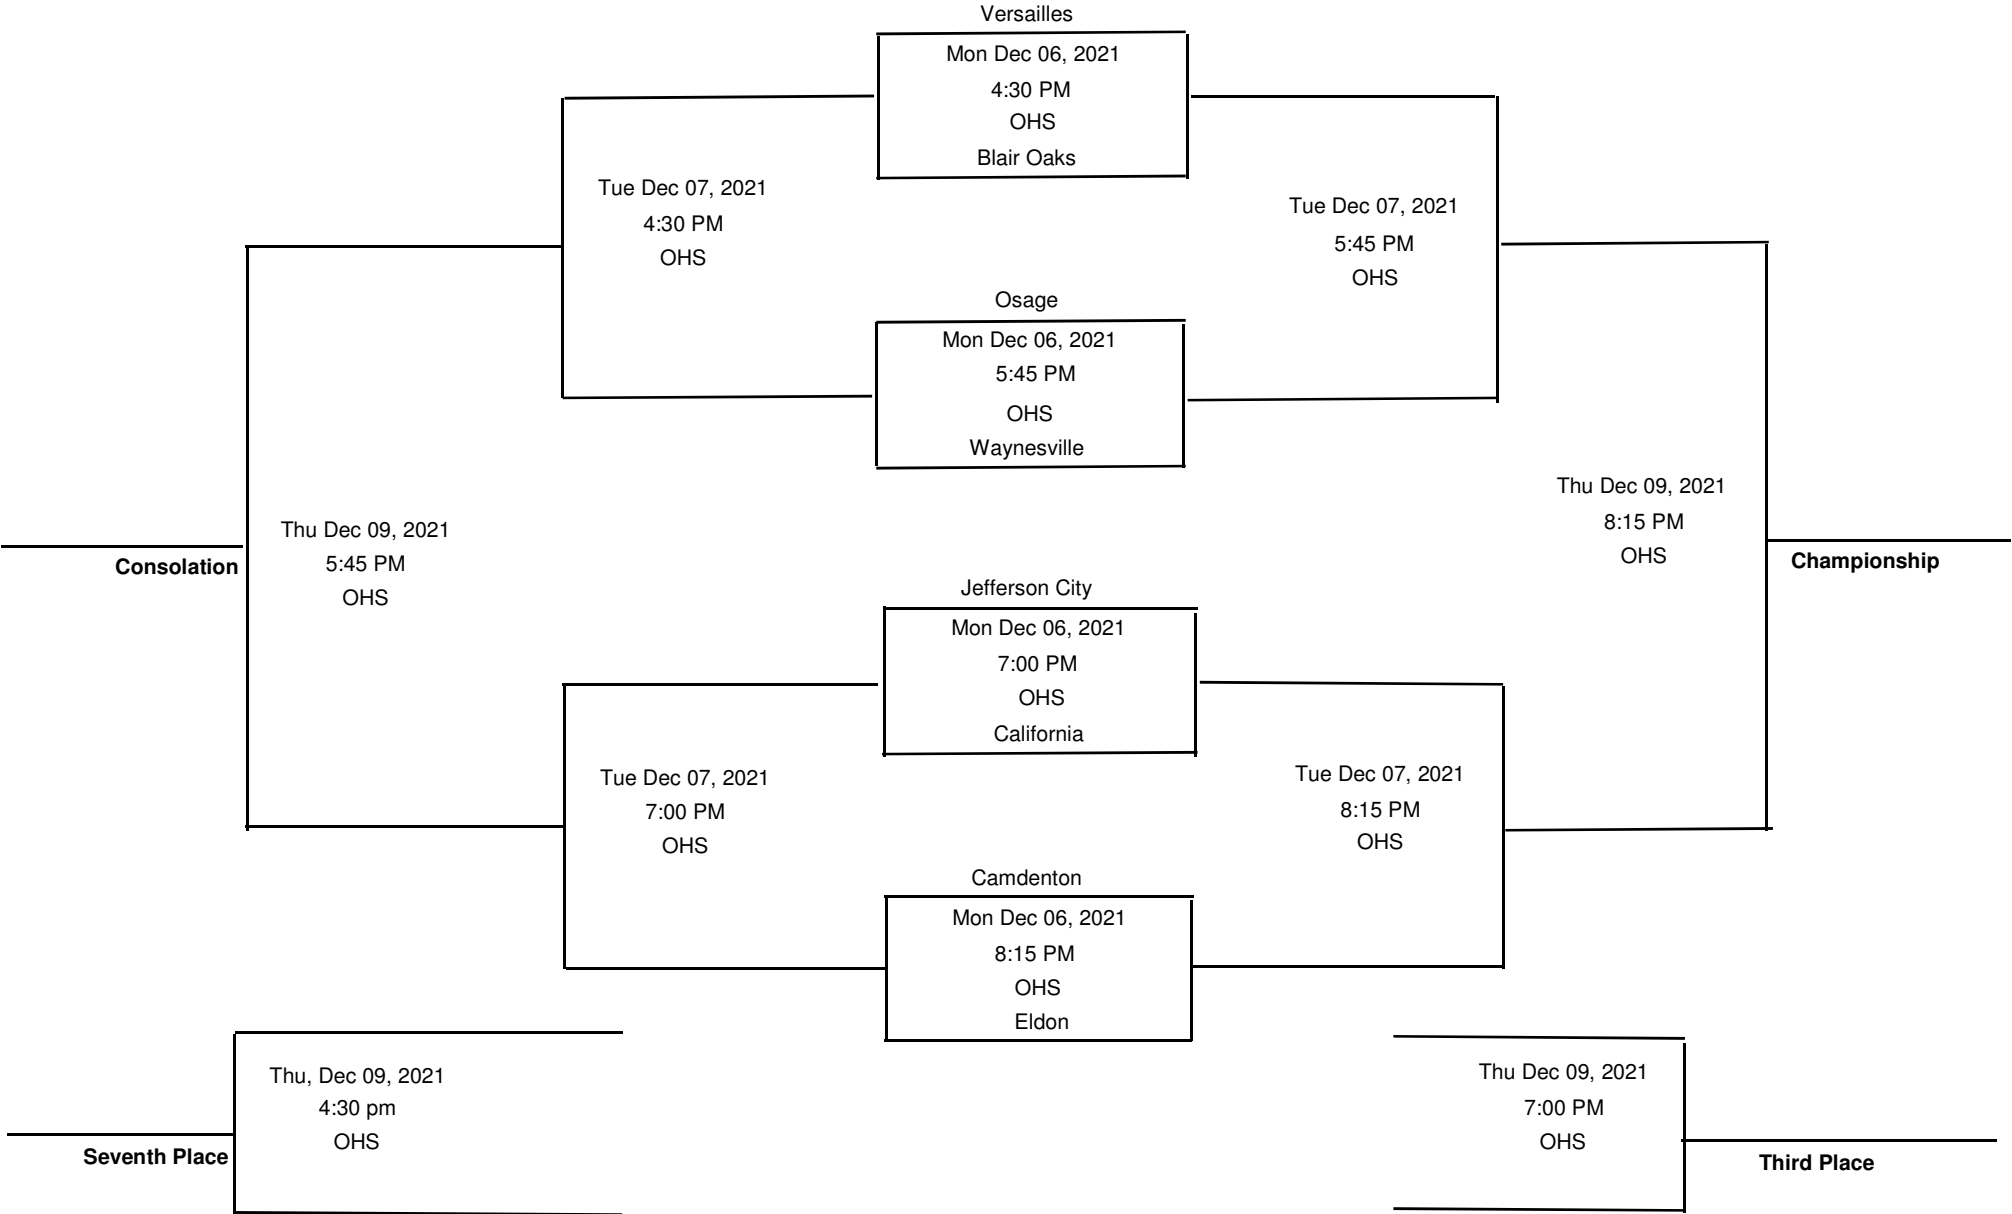 Versailles
Mon Dec 06, 2021
4:30 PM
OHS
Blair Oaks
Tue Dec 07, 2021
4:30 PM
OHS
Tue Dec 07, 2021
5:45 PM
OHS
Osage
Mon Dec 06, 2021
5:45 PM
OHS
Waynesville
Thu Dec 09, 2021
5:45 PM
OHS
Consolation
Thu Dec 09, 2021
8:15 PM
OHS
Championship
Jefferson City
Mon Dec 06, 2021
7:00 PM
OHS
California
Tue Dec 07, 2021
7:00 PM
OHS
Tue Dec 07, 2021
8:15 PM
OHS
Camdenton
Mon Dec 06, 2021
8:15 PM
OHS
Eldon
Thu, Dec 09, 2021
4:30 pm
OHS
Seventh Place
Thu Dec 09, 2021
7:00 PM
OHS
Third Place